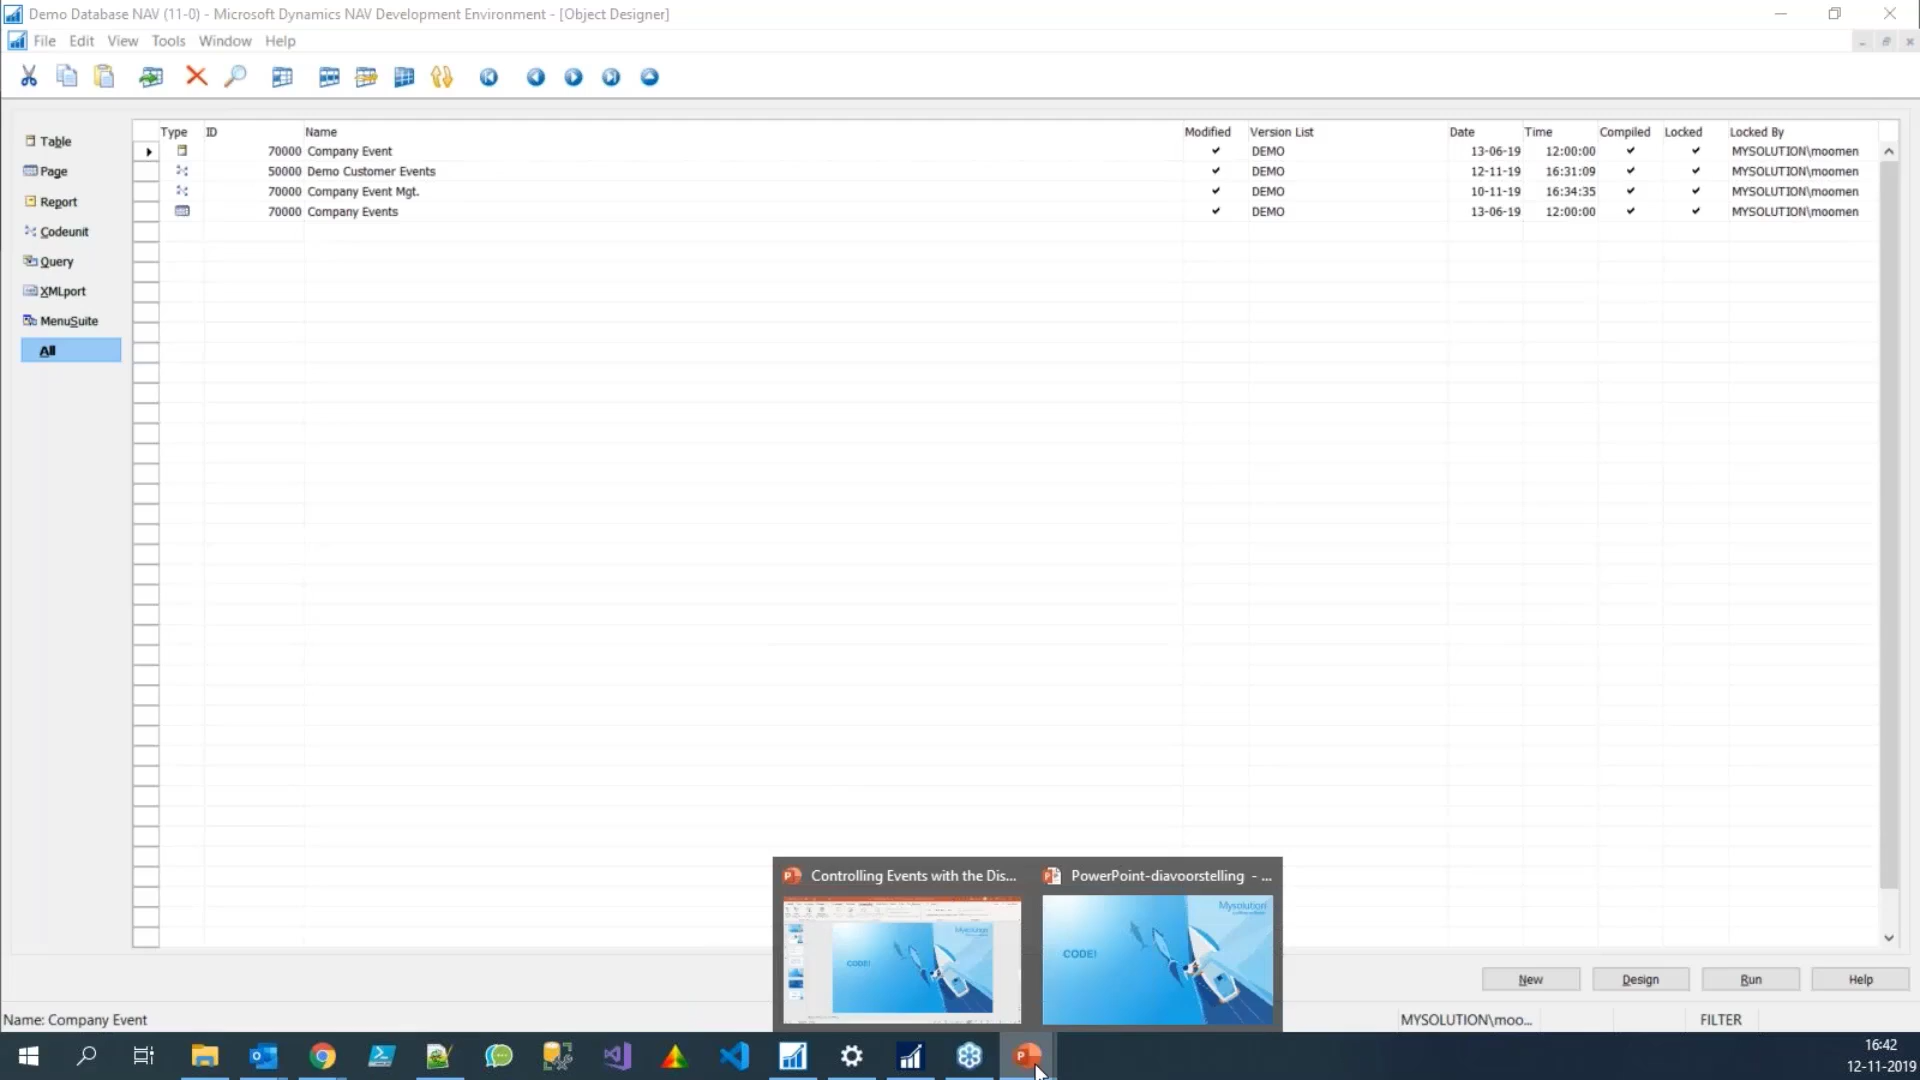 Demo Database NAV (11-0) - Microsoft Dynamics NAV Development Environment - [Object Designer]
File Edit View Tools Window Help
Type ID Name Modified Version List Date Time Compiled Locked Locked By
70000 Company Event DEMO 13-06-19 12:00:00 MYSOLUTION\moomen
50000 Demo Customer Events DEMO 12-11-19 16:31:09 MYSOLUTION\moomen
70000 Company Event Mgt. DEMO 10-11-19 16:34:35 MYSOLUTION\moomen
70000 Company Events DEMO 13-06-19 12:00:00 MYSOLUTION\moomen
Table
Page
Report
Codeunit
Query
XMLport
MenuSuite
All
Controlling Events with the Dis... PowerPoint-diavoorstelling - ...
Mysolution
CODE!
CODE!
New Design Run Help
Name: Company Event MYSOLUTION\moo... FILTER
16:42
12-11-2019